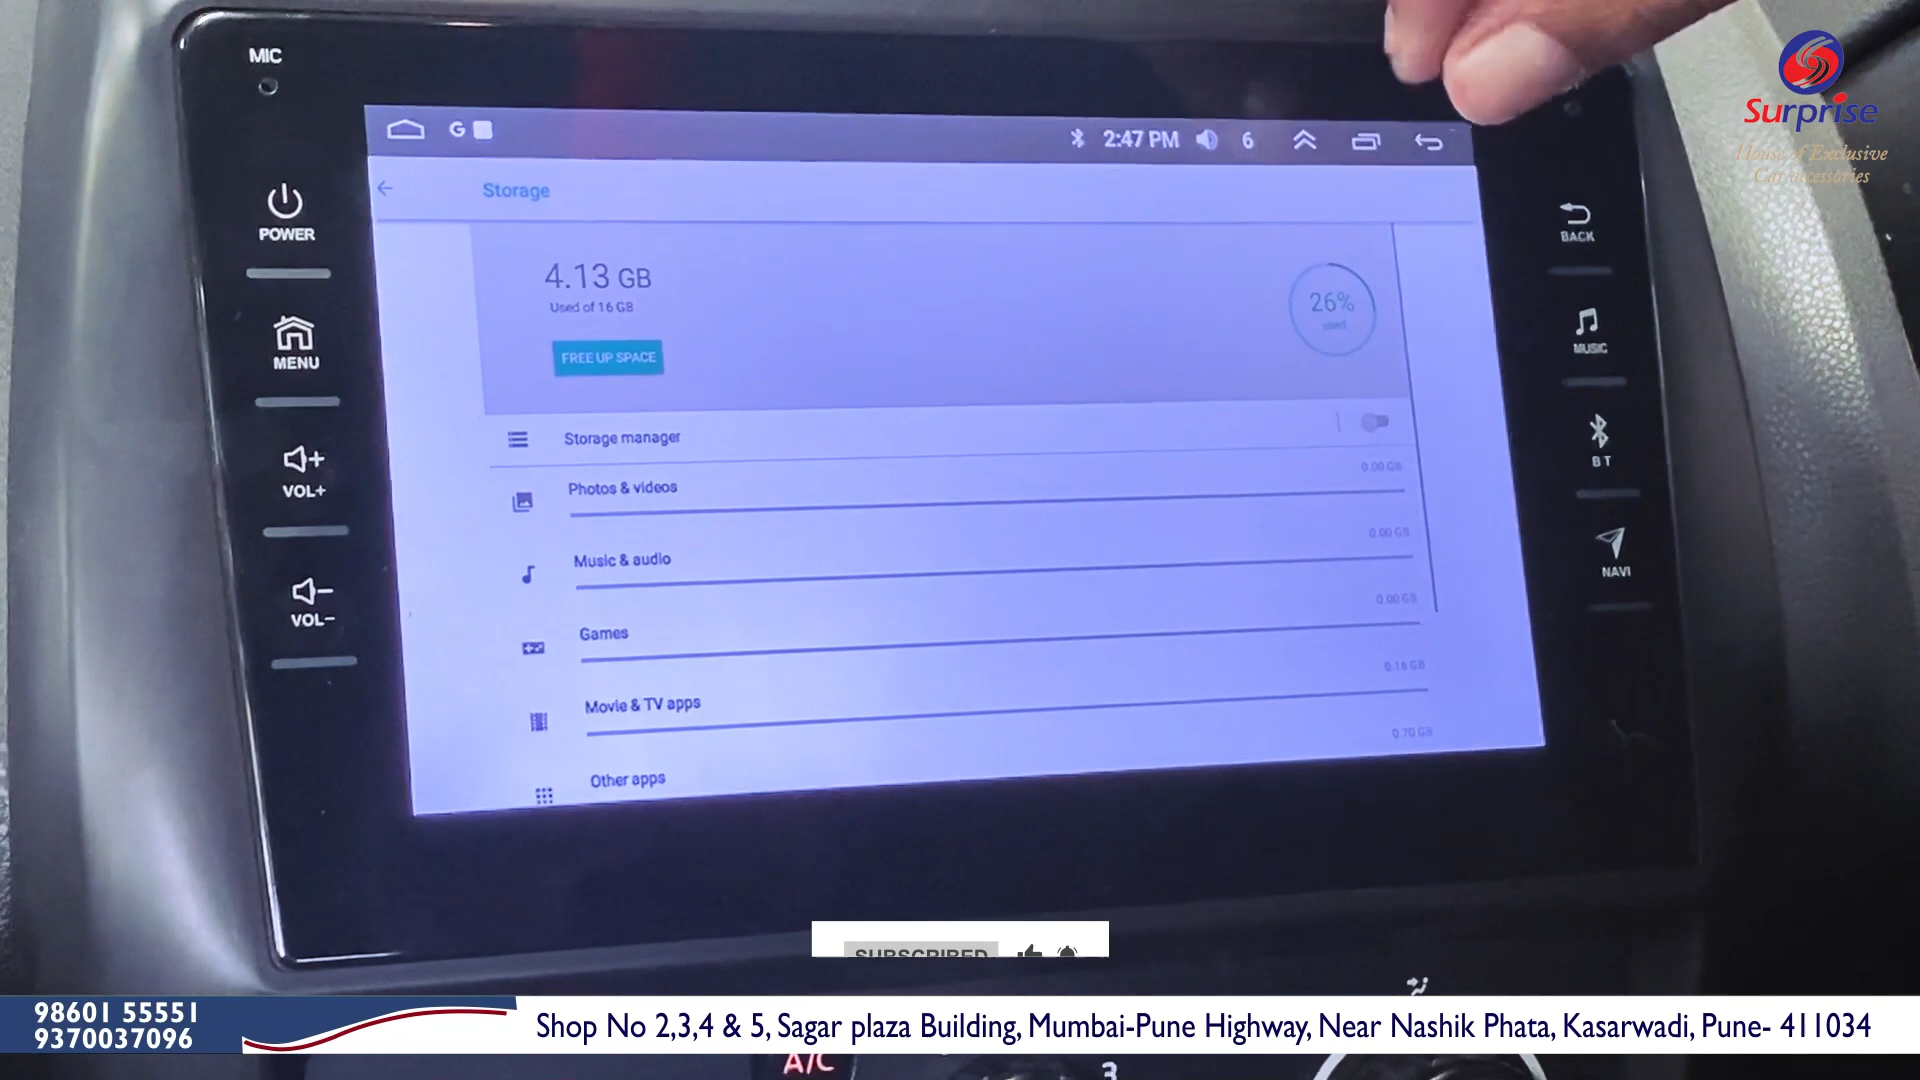 MIC
G
2:47 PM
6
Surprise
House of Exclusive
Car accessories
Storage
POWER
BACK
4.13 GB
Used of 16 GB
26%
used
FREE UP SPACE
MENU
MUSIC
Storage manager
BT
Photos & videos
0.00 GB
VOL+
Music & audio
0.00 GB
NAVI
Games
0.00 GB
VOL-
Movie & TV apps
0.16 GB
Other apps
0.70 GB
SUBSCRIBED
98601 55551
9370037096
Shop No 2,3,4 & 5, Sagar plaza Building, Mumbai-Pune Highway, Near Nashik Phata, Kasarwadi, Pune- 411034
A/C
3